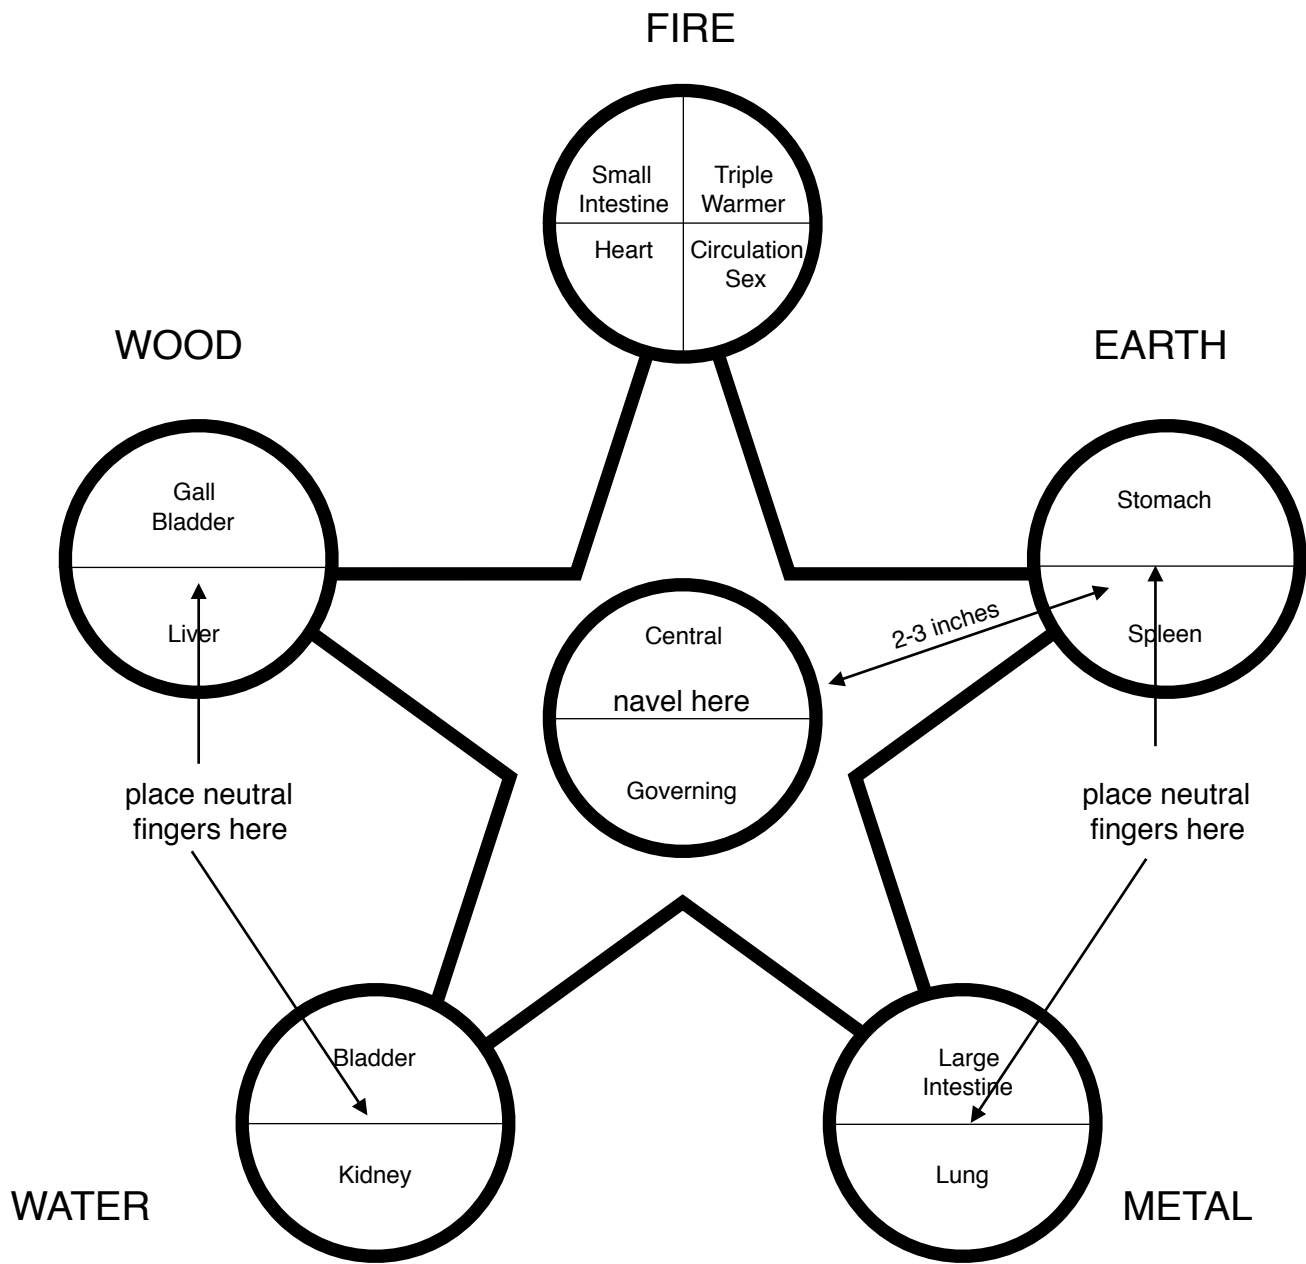 FIRE
Small
Intestine
Triple
Warmer
Heart
Circulation
Sex
WOOD
EARTH
Gall
Bladder
Liver
Stomach
Spleen
2-3 inches
Central
navel here
Governing
place neutral
fingers here
place neutral
fingers here
Bladder
Kidney
Large
Intestine
Lung
WATER
METAL